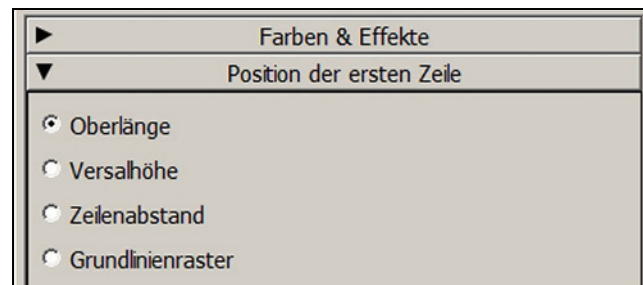 Farben & Effekte
Position der ersten Zeile
Oberlänge
Versalhöhe
Zeilenabstand
Grundlinienraster